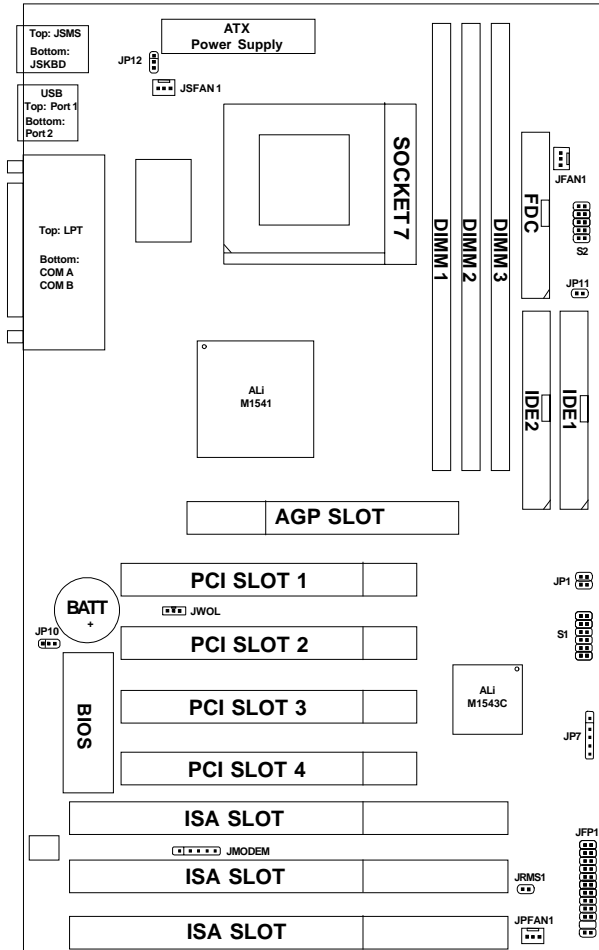 Top: JSMS
Bottom:
JSKBD
ATX
Power Supply
JP12
JSFAN1
USB
Top: Port 1
Bottom:
Port 2
SOCKET 7
DIMM 1
DIMM 2
DIMM 3
FDC
JFAN1
S2
JP11
Top: LPT
Bottom:
COM A
COM B
ALi
M1541
IDE2
IDE1
AGP SLOT
PCI SLOT 1
JP1
BATT
+
JWOL
JP10
PCI SLOT 2
S1
BIOS
ALi
M1543C
PCI SLOT 3
JP7
PCI SLOT 4
ISA SLOT
JFP1
JMODEM
ISA SLOT
JRMS1
JPFAN1
ISA SLOT